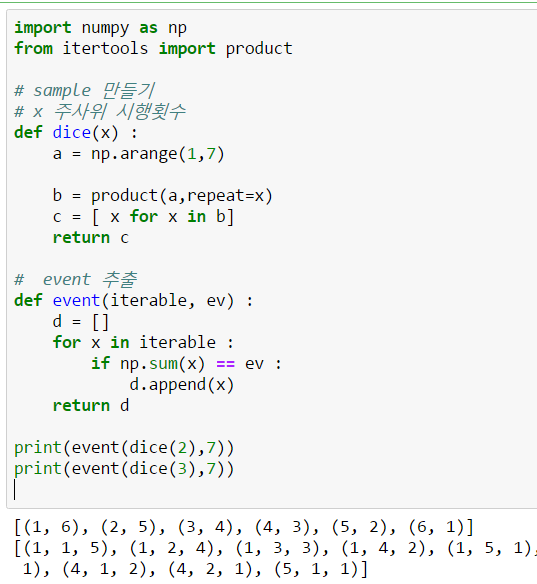 import numpy as np
from itertools import product

# sample 만들기
# x 주사위 시행횟수
def dice(x) :
    a = np.arange(1,7)

    b = product(a,repeat=x)
    c = [ x for x in b]
    return c

#  event 추출
def event(iterable, ev) :
    d = []
    for x in iterable :
        if np.sum(x) == ev :
            d.append(x)
    return d

print(event(dice(2),7))
print(event(dice(3),7))

[(1, 6), (2, 5), (3, 4), (4, 3), (5, 2), (6, 1)]
[(1, 1, 5), (1, 2, 4), (1, 3, 3), (1, 4, 2), (1, 5, 1),
 1), (4, 1, 2), (4, 2, 1), (5, 1, 1)]